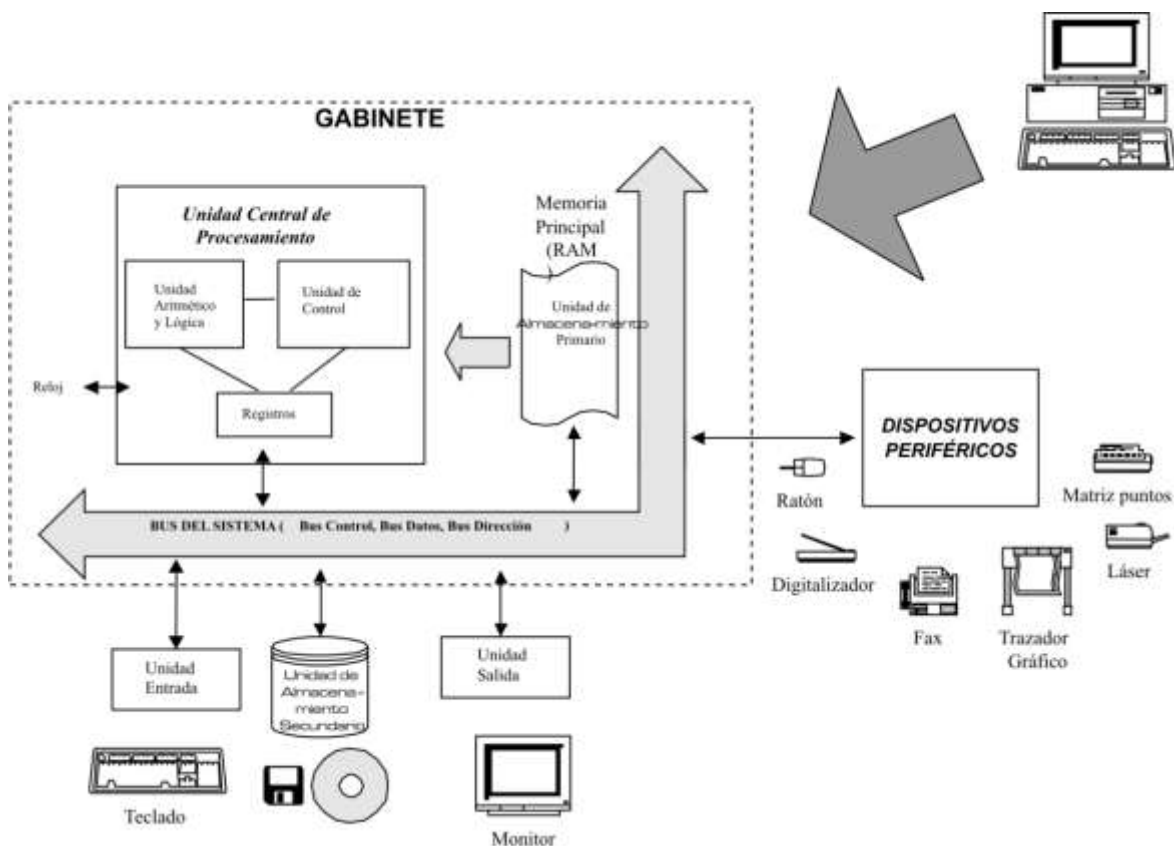 GABINETE
Unidad Central de
Procesamiento
Unidad
Aritmético
y Lógica
Unidad de
Control
Registros
Reloj
Memoria
Principal
(RAM
)
Unidad de
Almacena-miento
Primario
BUS DEL SISTEMA ( Bus Control, Bus Datos, Bus Dirección )
DISPOSITIVOS
PERIFÉRICOS
Ratón
Matriz puntos
Digitalizador
Láser
Fax
Trazador
Gráfico
Unidad
Entrada
Unidad de
Almacena-
miento
Secundario
Unidad
Salida
Teclado
Monitor